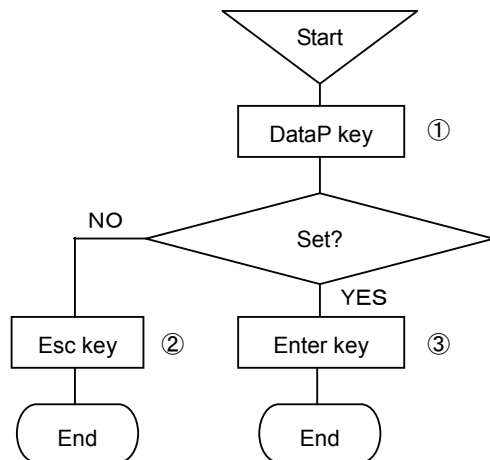 Start
DataP key ①
Set?
NO
YES
Esc key ②
Enter key ③
End
End